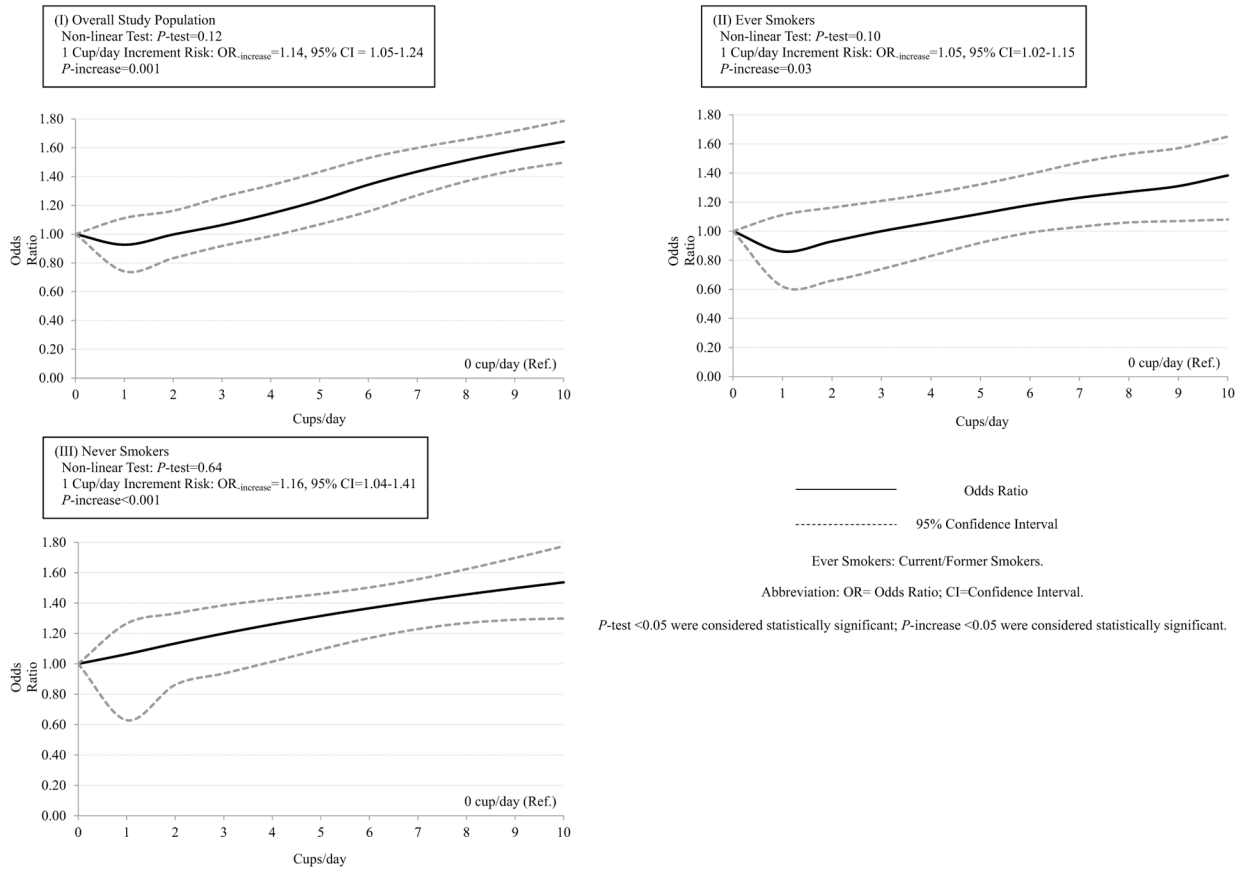 (I) Overall Study Population
Non-linear Test: P-test=0.12
1 Cup/day Increment Risk: OR-increase=1.14, 95% CI = 1.05-1.24
P-increase=0.001
1.80
1.60
1.40
1.20
1.00
0.80
0.60
0.40
0.20
0.00
Odds
Ratio
0 cup/day (Ref.)
0 1 2 3 4 5 6 7 8 9 10
Cups/day
(II) Ever Smokers
Non-linear Test: P-test=0.10
1 Cup/day Increment Risk: OR-increase=1.05, 95% CI=1.02-1.15
P-increase=0.03
1.80
1.60
1.40
1.20
1.00
0.80
0.60
0.40
0.20
0.00
Odds
Ratio
0 cup/day (Ref.)
0 1 2 3 4 5 6 7 8 9 10
Cups/day
(III) Never Smokers
Non-linear Test: P-test=0.64
1 Cup/day Increment Risk: OR-increase=1.16, 95% CI=1.04-1.41
P-increase<0.001
1.80
1.60
1.40
1.20
1.00
0.80
0.60
0.40
0.20
0.00
Odds
Ratio
0 cup/day (Ref.)
0 1 2 3 4 5 6 7 8 9 10
Cups/day
Odds Ratio
95% Confidence Interval
Ever Smokers: Current/Former Smokers.
Abbreviation: OR= Odds Ratio; CI=Confidence Interval.
P-test <0.05 were considered statistically significant; P-increase <0.05 were considered statistically significant.